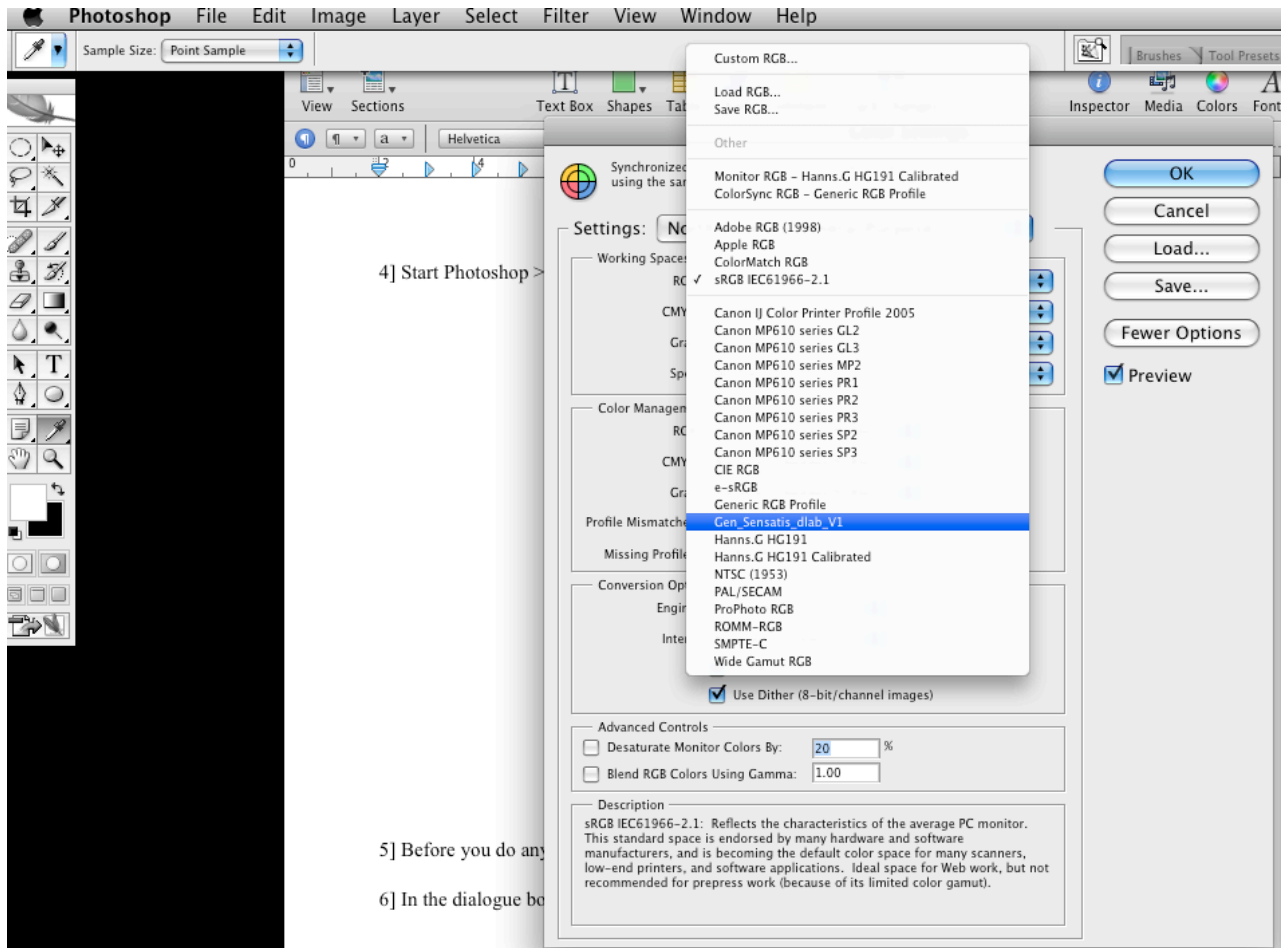 Photoshop File Edit Image Layer Select Filter View Window Help
Sample Size: Point Sample
Brushes Tool Presets
View Sections
Text Box Shapes
Inspector Media Colors
a Helvetica
0 2 4
4] Start Photoshop >
5] Before you do
6] In the dialogue
Synchronized
using the
Settings:
Working Spaces
Profile
Missing
Conversion
Custom RGB...
Load RGB...
Save RGB...
Other
Monitor RGB - Hanns.G HG191 Calibrated
ColorSync RGB - Generic RGB Profile
Adobe RGB (1998)
Apple RGB
ColorMatch RGB
✓ sRGB IEC61966-2.1
Canon IJ Color Printer Profile 2005
Canon MP610 series GL2
Canon MP610 series GL3
Canon MP610 series MP2
Canon MP610 series PR1
Canon MP610 series PR2
Canon MP610 series PR3
Canon MP610 series SP2
Canon MP610 series SP3
CIE RGB
e-sRGB
Generic RGB Profile
Gen_Sensatis_dlab_V1
Hanns.G HG191
Hanns.G HG191 Calibrated
NTSC (1953)
PAL/SECAM
ProPhoto RGB
ROMM-RGB
SMPTE-C
Wide Gamut RGB
Use Dither (8-bit/channel images)
Advanced Controls
Desaturate Monitor Colors By: 20 %
Blend RGB Colors Using Gamma: 1.00
Description
sRGB IEC61966-2.1: Reflects the characteristics of the average PC monitor.
This standard space is endorsed by many hardware and software
manufacturers, and is becoming the default color space for many scanners,
low-end printers, and software applications. Ideal space for Web work, but not
recommended for prepress work (because of its limited color gamut).
OK
Cancel
Load...
Save...
Fewer Options
Preview